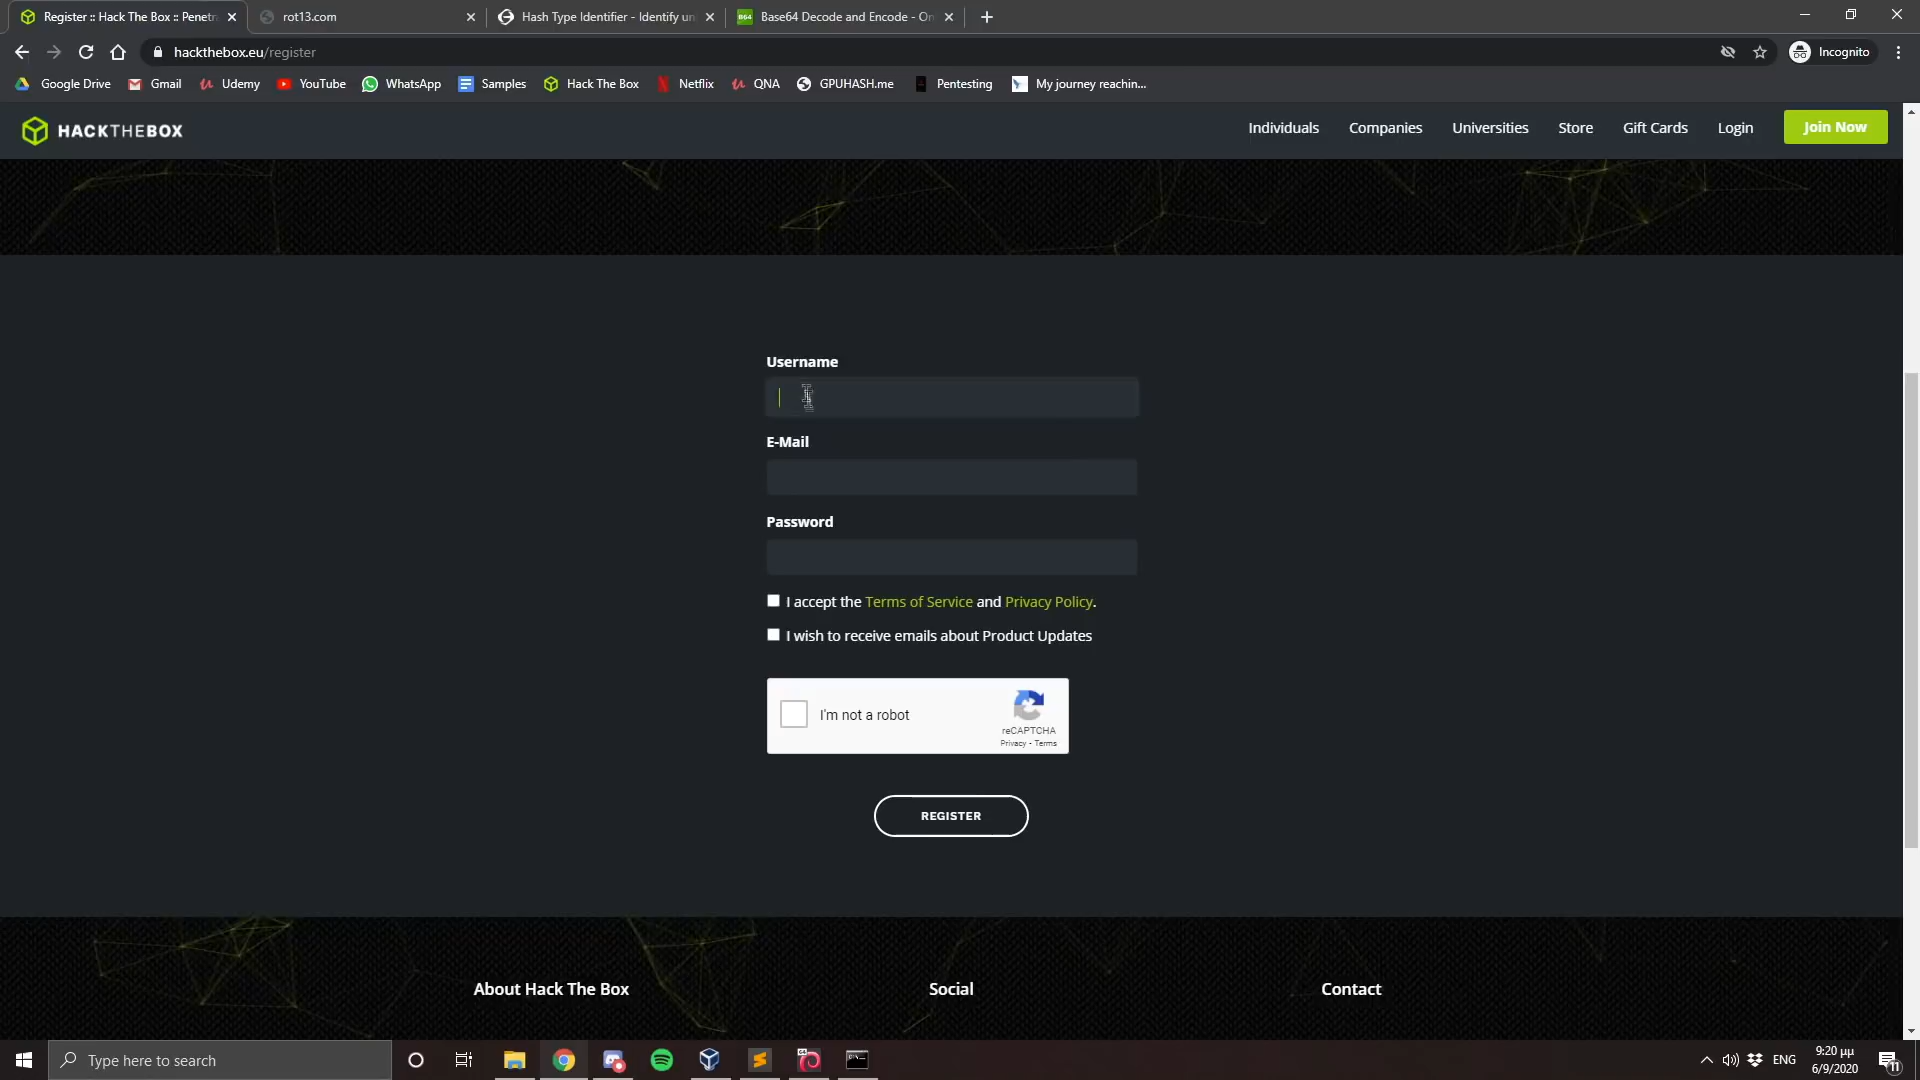 Register :: Hack The Box :: Penetr
rot13.com
Hash Type Identifier - Identify un
B64
Base64 Decode and Encode - On
hackthebox.eu/register
Incognito
Google Drive
Gmail
Udemy
YouTube
WhatsApp
Samples
Hack The Box
Netflix
QNA
GPUHASH.me
Pentesting
My journey reachin...
HACKTHEBOX
Individuals
Companies
Universities
Store
Gift Cards
Login
Join Now
Username
E-Mail
Password
I accept the Terms of Service and Privacy Policy.
I wish to receive emails about Product Updates
I'm not a robot
reCAPTCHA
Privacy - Terms
REGISTER
About Hack The Box
Social
Contact
Type here to search
64
ENG
9:20 μμ
6/9/2020
11